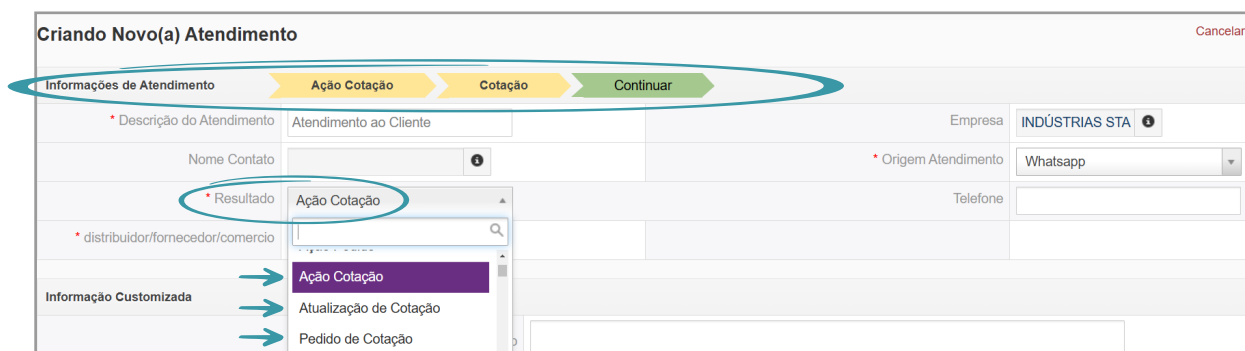 Criando Novo(a) Atendimento
Cancelar
Informações de Atendimento Ação Cotação Cotação Continuar
* Descrição do Atendimento Atendimento ao Cliente Empresa INDÚSTRIAS STA
Nome Contato * Origem Atendimento Whatsapp
* Resultado Ação Cotação Telefone
* distribuidor/fornecedor/comercio
Ação Cotação
Informação Customizada
Atualização de Cotação
Pedido de Cotação